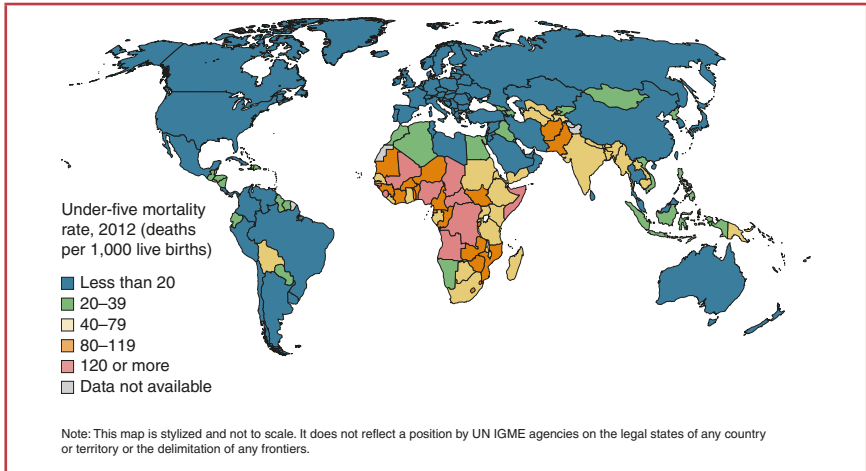 Under-five mortality
rate, 2012 (deaths
per 1,000 live births)
Less than 20
20–39
40–79
80–119
120 or more
Data not available
Note: This map is stylized and not to scale. It does not reflect a position by UN IGME agencies on the legal states of any country
or territory or the delimitation of any frontiers.